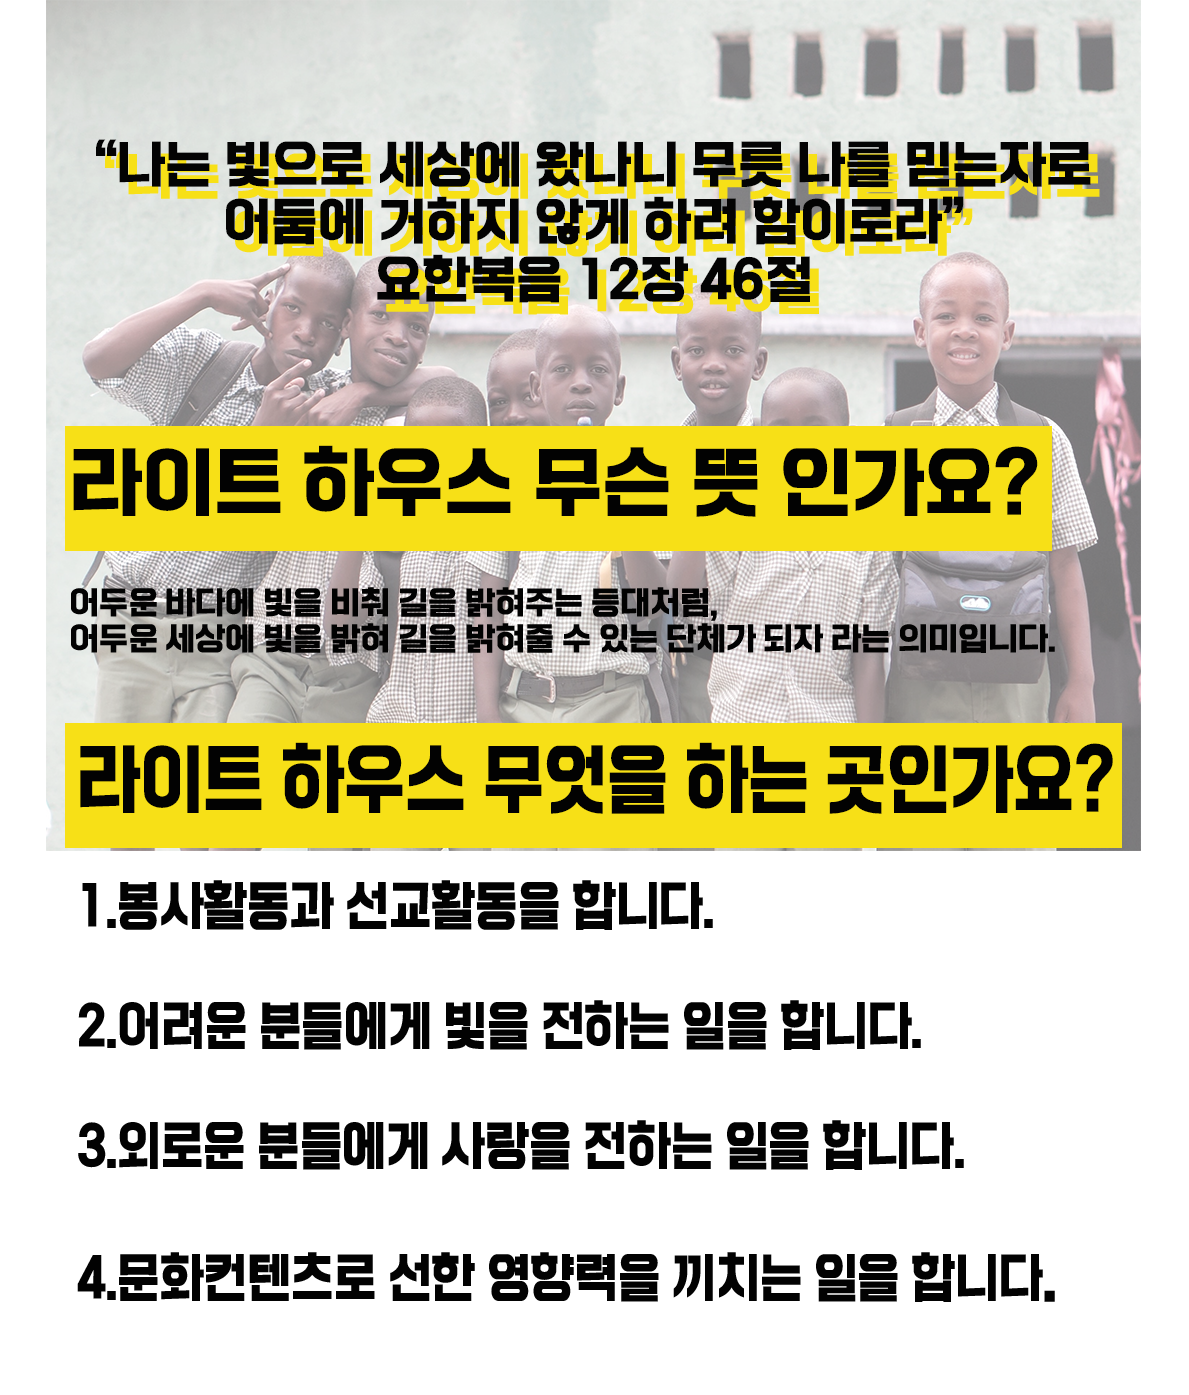 “나는 빛으로 세상에 왔나니 무릇 나를 믿는자로
어둠에 거하지 않게 하려 함이로라”
요한복음 12장 46절
라이트 하우스 무슨 뜻 인가요?
어두운 바다에 빛을 비춰 길을 밝혀주는 등대처럼,
어두운 세상에 빛을 밝혀 길을 밝혀줄 수 있는 단체가 되자 라는 의미입니다.
라이트 하우스 무엇을 하는 곳인가요?
1.봉사활동과 선교활동을 합니다.
2.어려운 분들에게 빛을 전하는 일을 합니다.
3.외로운 분들에게 사랑을 전하는 일을 합니다.
4.문화컨텐츠로 선한 영향력을 끼치는 일을 합니다.